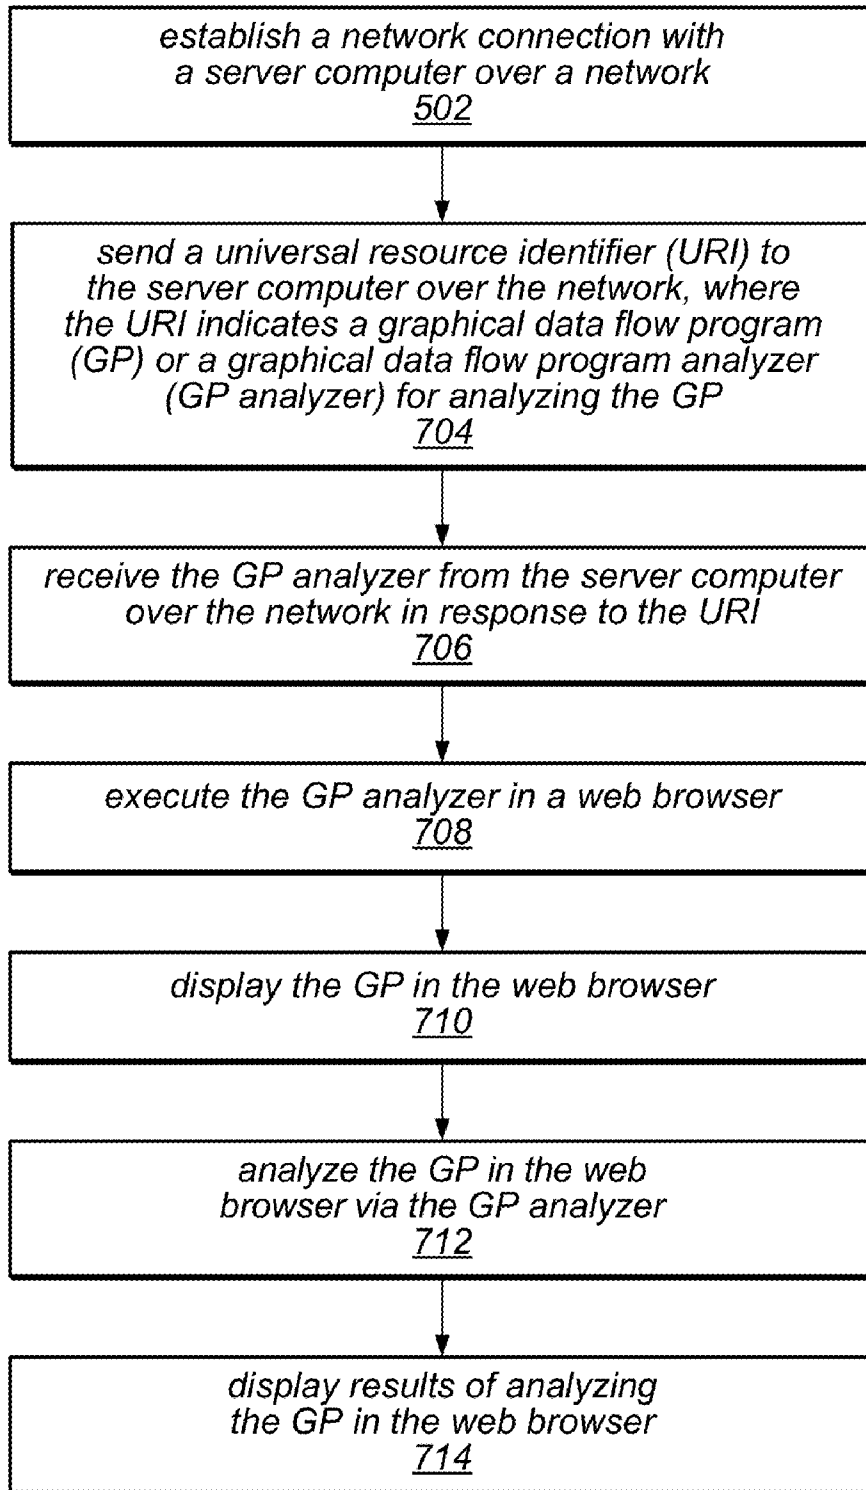 establish a network connection with
a server computer over a network
502
send a universal resource identifier (URI) to
the server computer over the network, where
the URI indicates a graphical data flow program
(GP) or a graphical data flow program analyzer
(GP analyzer) for analyzing the GP
704
receive the GP analyzer from the server computer
over the network in response to the URI
706
execute the GP analyzer in a web browser
708
display the GP in the web browser
710
analyze the GP in the web
browser via the GP analyzer
712
display results of analyzing
the GP in the web browser
714